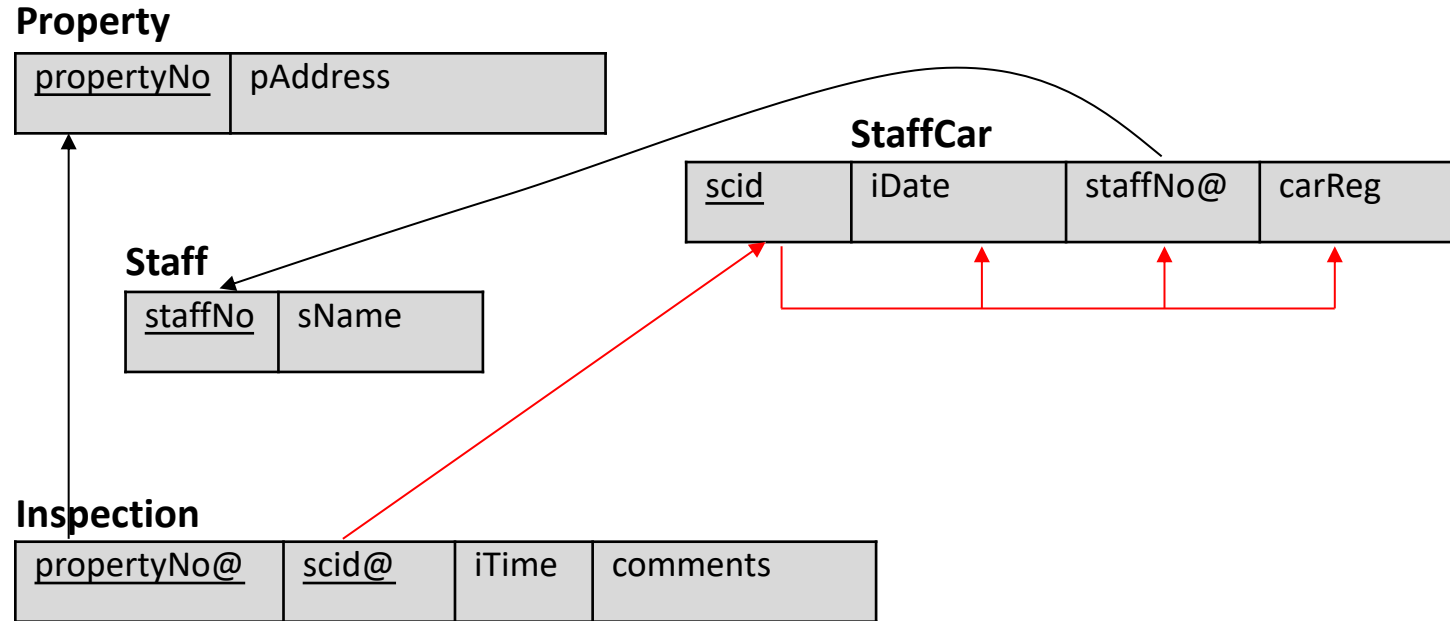 Property
propertyNo pAddress
StaffCar
scid iDate staffNo@ carReg
Staff
staffNo sName
Inspection
propertyNo@ scid@ iTime comments